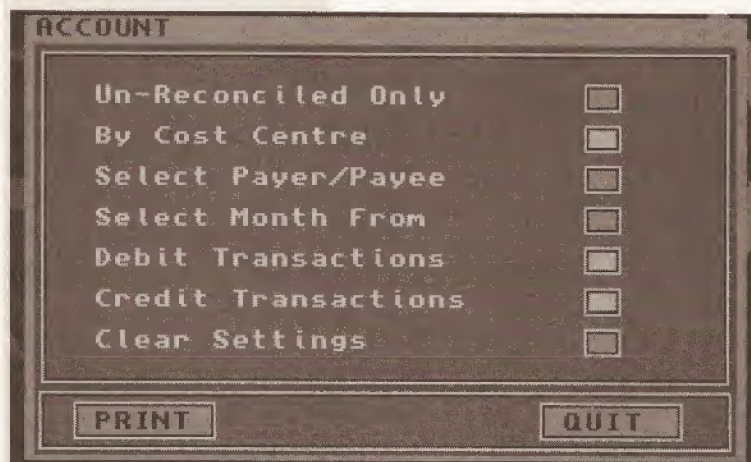 ACCOUNT
Un-Reconciled Only
By Cost Centre
Select Payer/Payee
Select Month From
Debit Transactions
Credit Transactions
Clear Settings
PRINT QUIT